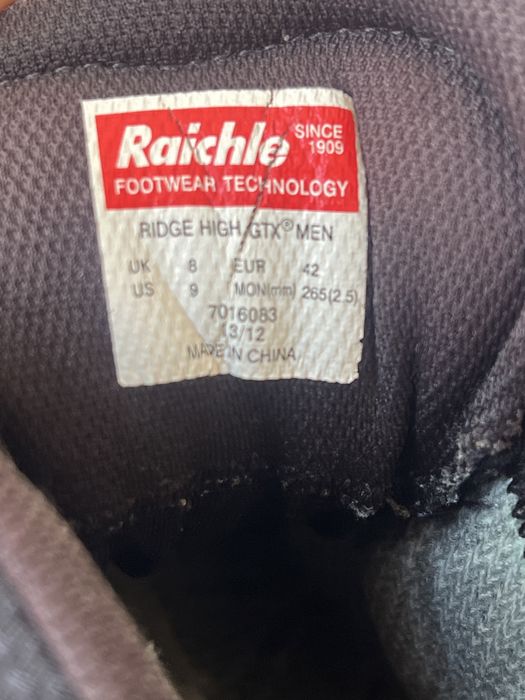 Raichle SINCE 1909
FOOTWEAR TECHNOLOGY
RIDGE HIGH GTX® MEN
UK 8 EUR 42
US 9 MON(mm) 265(2.5)
7016083
13/12
MADE IN CHINA